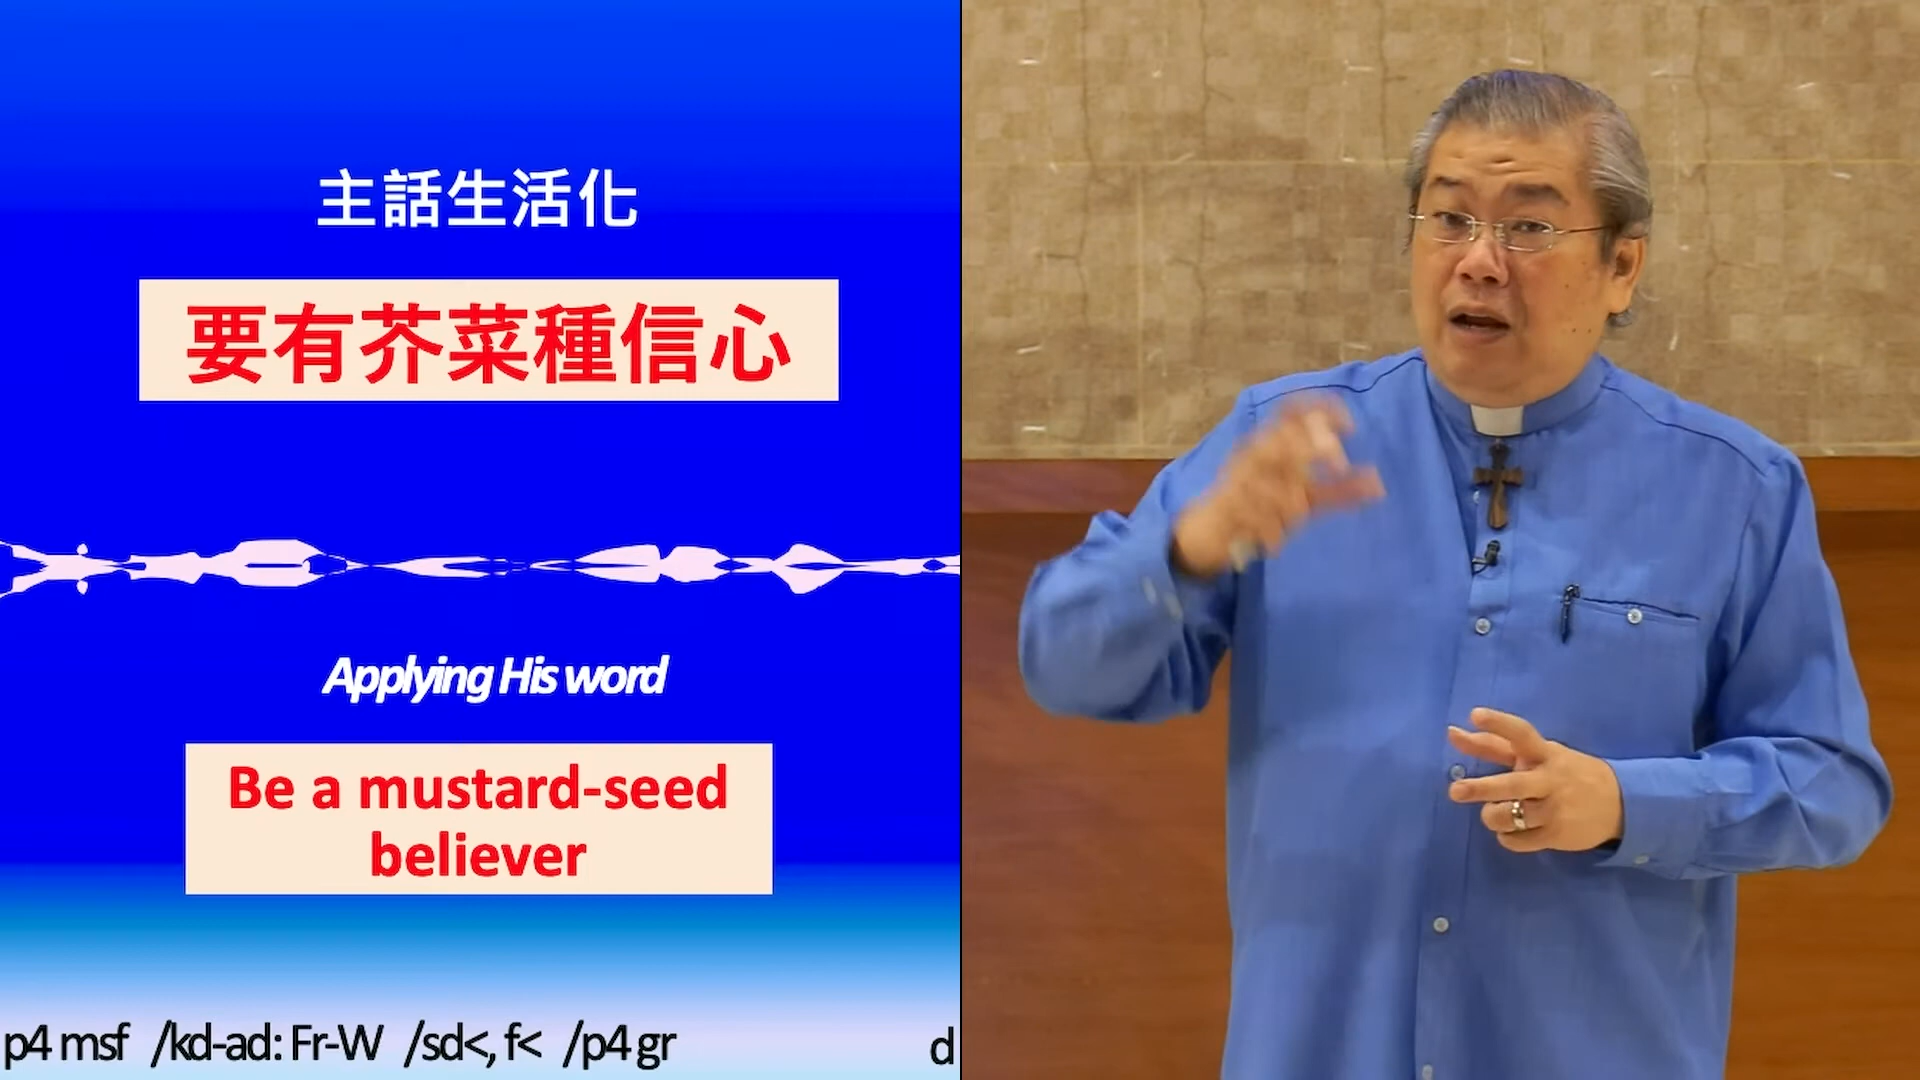 主話生活化
要有芥菜種信心
Applying His word
Be a mustard-seed
believer
p4 msf /kd-ad: Fr-W /sd<, f< /p4 gr d